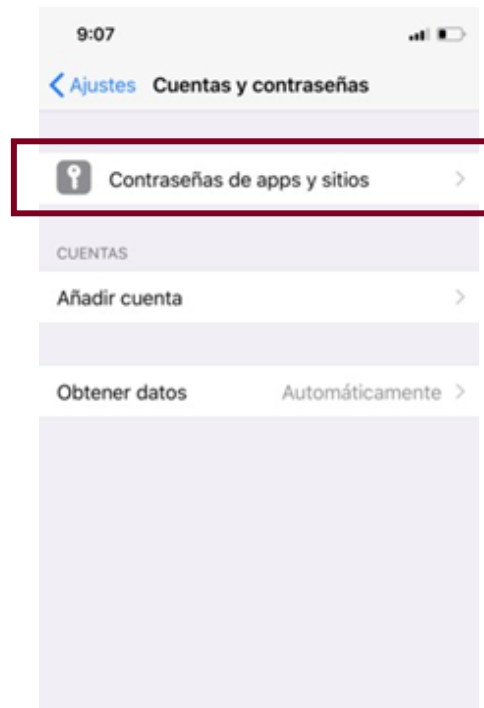 9:07
Ajustes Cuentas y contraseñas
Contraseñas de apps y sitios
CUENTAS
Añadir cuenta
Obtener datos Automáticamente